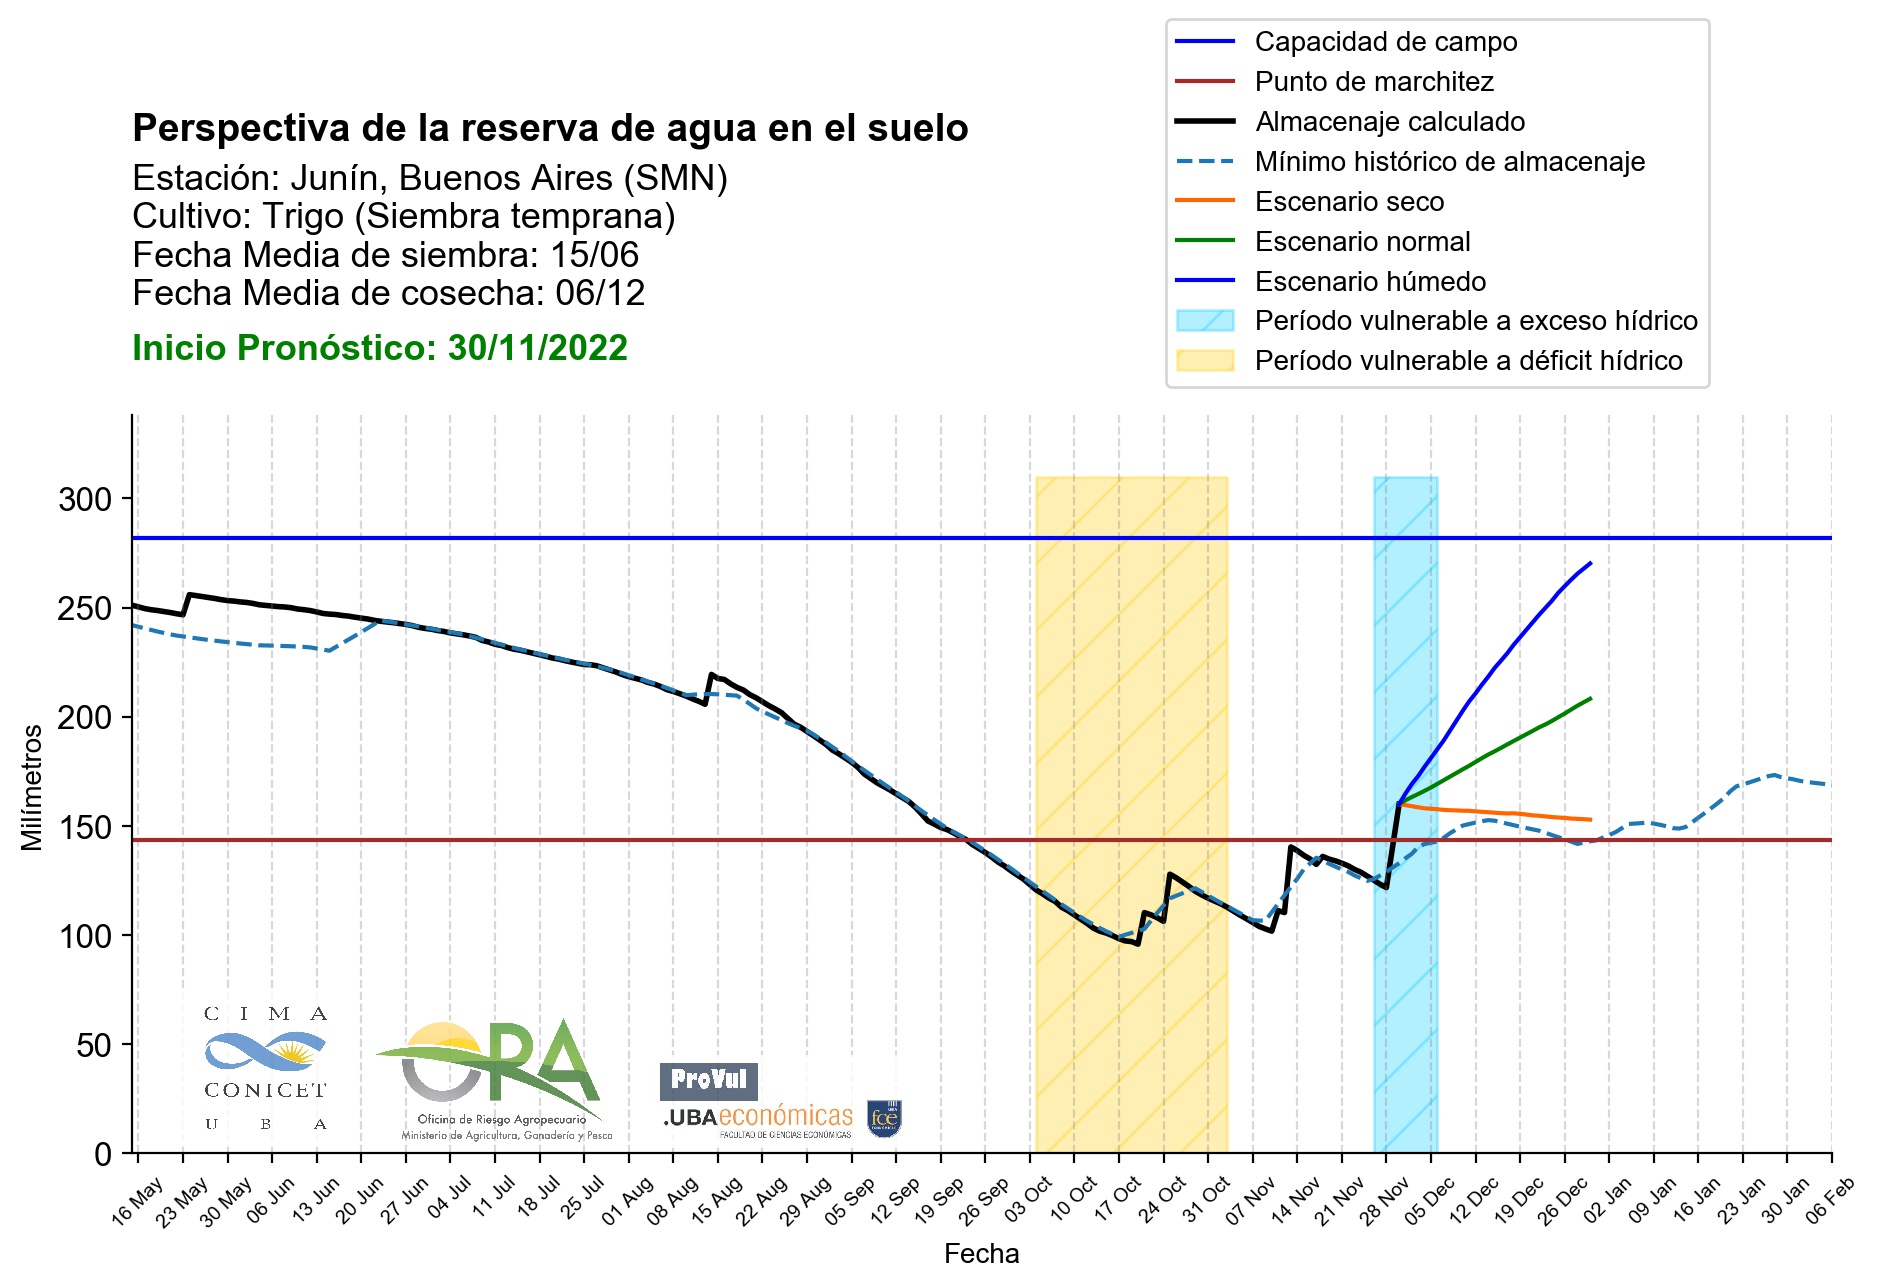 Capacidad de campo
Punto de marchitez
Almacenaje calculado
Mínimo histórico de almacenaje
Escenario seco
Escenario normal
Escenario húmedo
Período vulnerable a exceso hídrico
Período vulnerable a déficit hídrico
Perspectiva de la reserva de agua en el suelo
Estación: Junín, Buenos Aires (SMN)
Cultivo: Trigo (Siembra temprana)
Fecha Media de siembra: 15/06
Fecha Media de cosecha: 06/12
Inicio Pronóstico: 30/11/2022
Milímetros
300
250
200
150
100
50
0
CIMA
CONICET
UBA
ORA
Oficina de Riesgo Agropecuario
Ministerio de Agricultura, Ganadería y Pesca
ProVul
.UBAeconómicas
FACULTAD DE CIENCIAS ECONÓMICAS
fce
16 May
23 May
30 May
06 Jun
13 Jun
20 Jun
27 Jun
04 Jul
11 Jul
18 Jul
25 Jul
01 Aug
08 Aug
15 Aug
22 Aug
29 Aug
05 Sep
12 Sep
19 Sep
26 Sep
03 Oct
10 Oct
17 Oct
24 Oct
31 Oct
07 Nov
14 Nov
21 Nov
28 Nov
05 Dec
12 Dec
19 Dec
26 Dec
02 Jan
09 Jan
16 Jan
23 Jan
30 Jan
06 Feb
Fecha